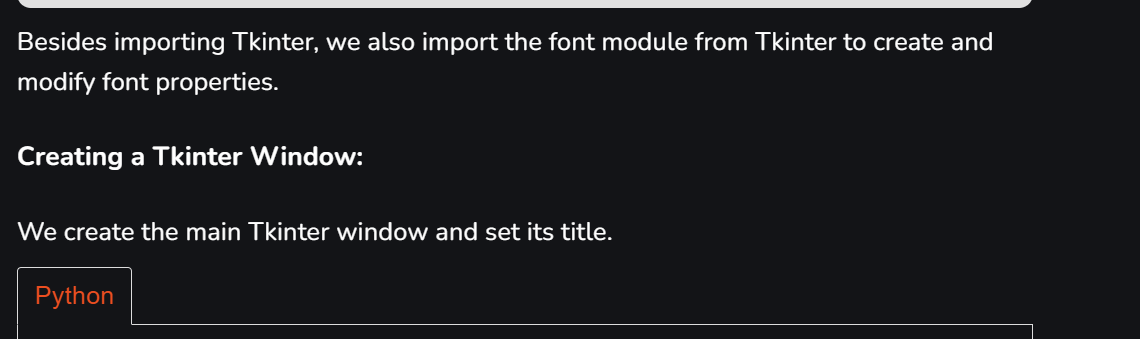 Besides importing Tkinter, we also import the font module from Tkinter to create and
modify font properties.
Creating a Tkinter Window:
We create the main Tkinter window and set its title.
Python